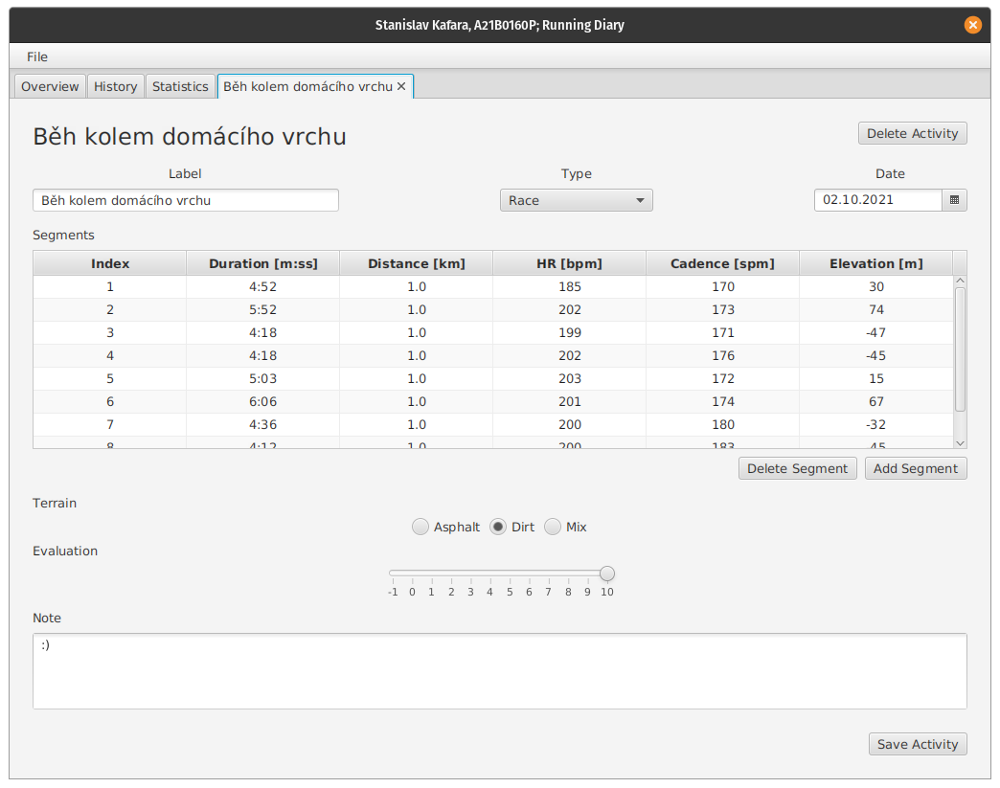 Stanislav Kafara, A21B0160P; Running Diary
File
Overview History Statistics Běh kolem domácího vrchu
Běh kolem domácího vrchu Delete Activity
Label Type Date
Běh kolem domácího vrchu Race 02.10.2021
Segments
Index Duration [m:ss] Distance [km] HR [bpm] Cadence [spm] Elevation [m]
1 4:52 1.0 185 170 30
2 5:52 1.0 202 173 74
3 4:18 1.0 199 171 -47
4 4:18 1.0 202 176 -45
5 5:03 1.0 203 172 15
6 6:06 1.0 201 174 67
7 4:36 1.0 200 180 -32
8 4:12 1.0 200 183
Delete Segment Add Segment
Terrain
Asphalt Dirt Mix
Evaluation
-1 0 1 2 3 4 5 6 7 8 9 10
Note
:)
Save Activity